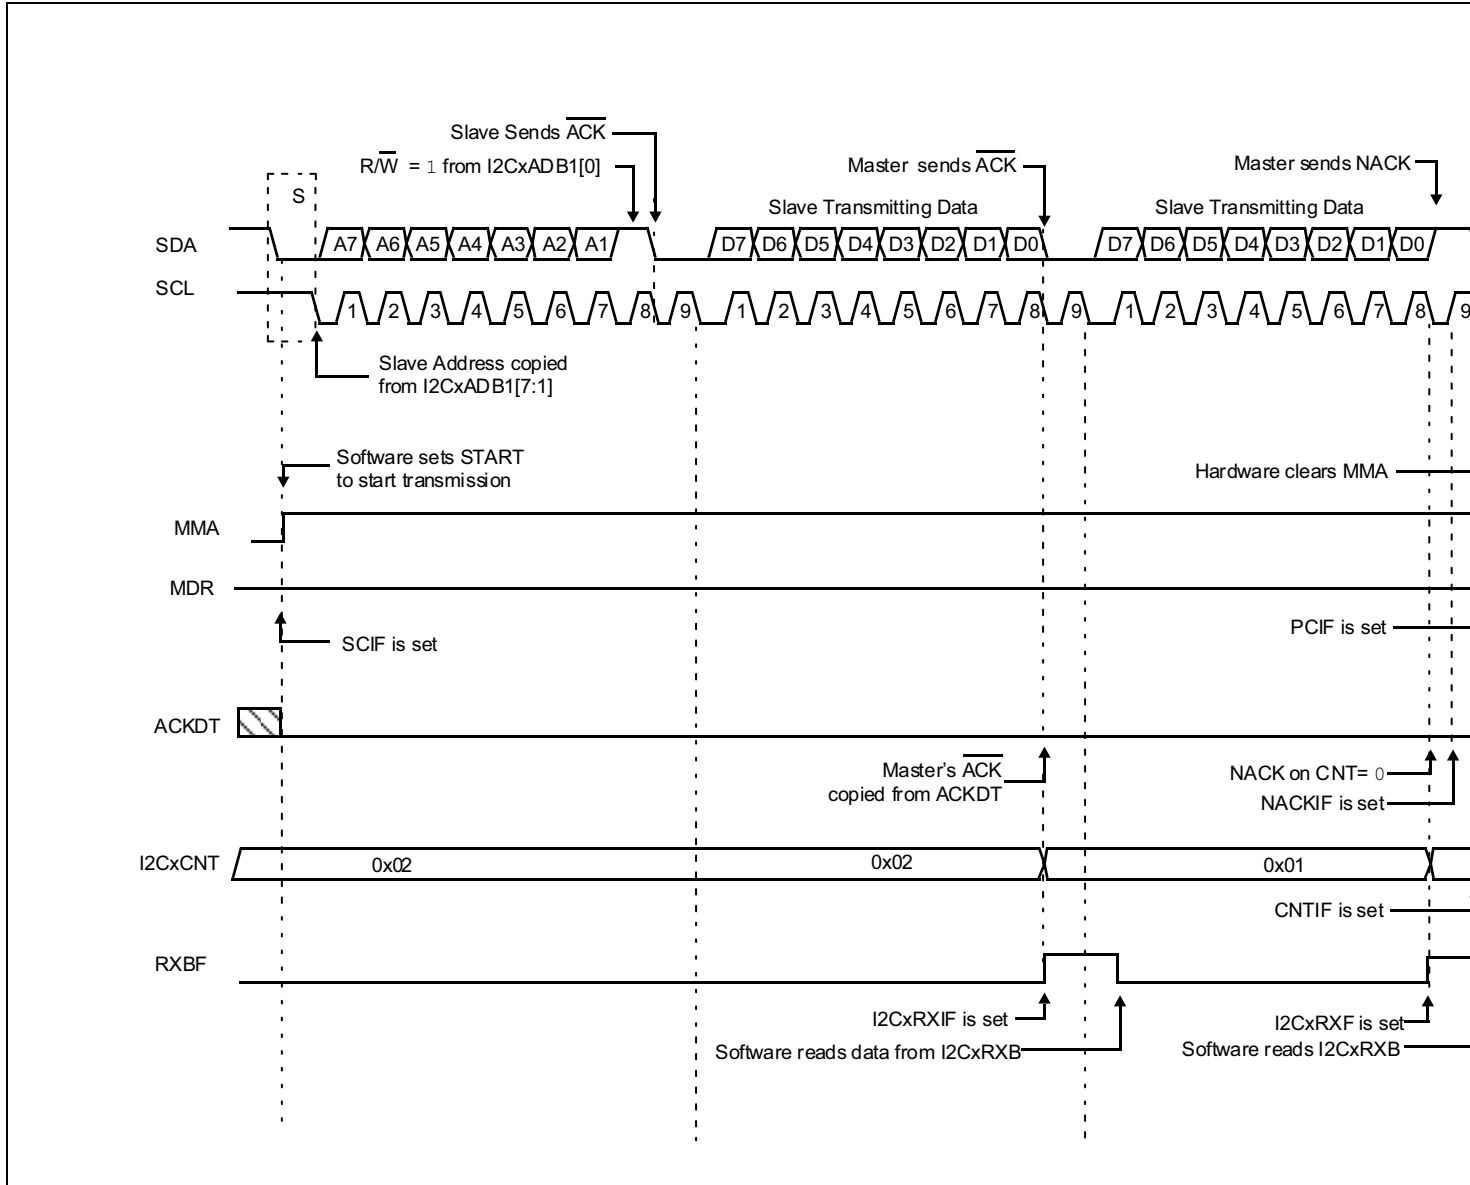 Slave Sends ACK
R/W = 1 from I2CxADB1[0]
Master sends ACK
Master sends NACK
S
Slave Transmitting Data
Slave Transmitting Data
SDA
A7 A6 A5 A4 A3 A2 A1
D7 D6 D5 D4 D3 D2 D1 D0
D7 D6 D5 D4 D3 D2 D1 D0
SCL
1 2 3 4 5 6 7 8 9
1 2 3 4 5 6 7 8 9
1 2 3 4 5 6 7 8 9
Slave Address copied
from I2CxADB1[7:1]
Software sets START
to start transmission
Hardware clears MMA
MMA
MDR
SCIF is set
PCIF is set
ACKDT
Master's ACK
copied from ACKDT
NACK on CNT= 0
NACKIF is set
I2CxCNT
0x02
0x02
0x01
CNTIF is set
RXBF
I2CxRXIF is set
Software reads data from I2CxRXB
I2CxRXF is set
Software reads I2CxRXB